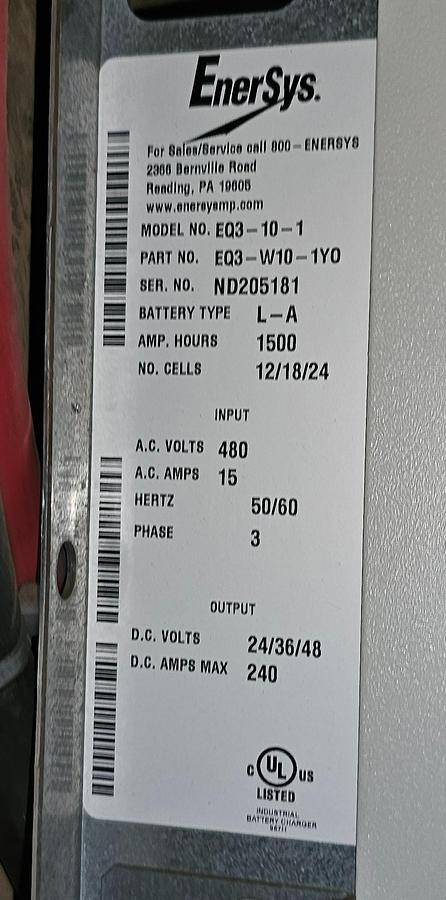 EnerSys.
For Sales/Service call 800-ENERSYS
2366 Bernville Road
Reading, PA 19605
www.enersysmp.com
MODEL NO. EQ3-10-1
PART NO. EQ3-W10-1Y0
SER. NO. ND205181
BATTERY TYPE L-A
AMP. HOURS 1500
NO. CELLS 12/18/24
INPUT
A.C. VOLTS 480
A.C. AMPS 15
HERTZ 50/60
PHASE 3
OUTPUT
D.C. VOLTS 24/36/48
D.C. AMPS MAX 240
C UL US
LISTED
INDUSTRIAL
BATTERY CHARGER